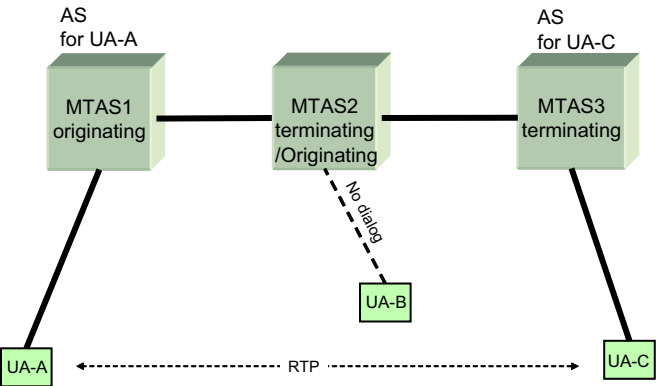 AS
for UA-A
AS
for UA-C
MTAS1
originating
MTAS2
terminating
/Originating
MTAS3
terminating
No dialog
UA-B
UA-A
RTP
UA-C